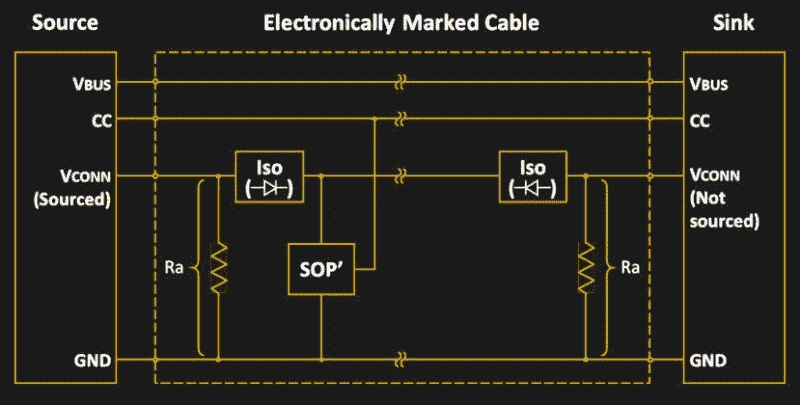 Source
Electronically Marked Cable
Sink
VBUS
VBUS
CC
CC
Iso
Iso
VCONN
(Sourced)
VCONN
(Not
sourced)
Ra
SOP’
Ra
GND
GND